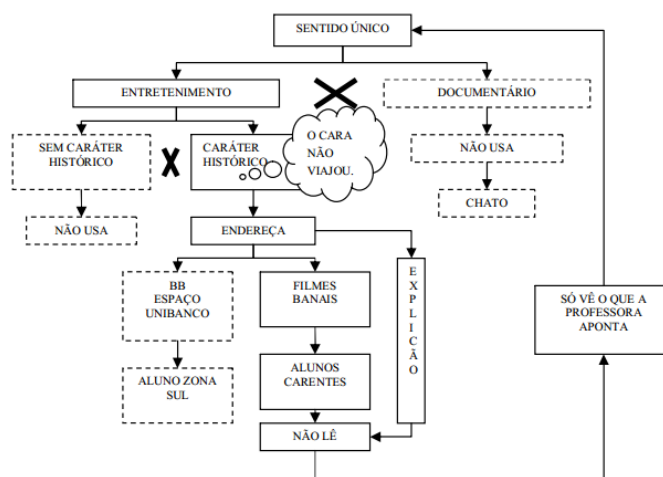 SENTIDO ÚNICO
ENTRETENIMENTO
DOCUMENTÁRIO
SEM CARÁTER
HISTÓRICO
CARÁTER
HISTÓRICO
O CARA
NÃO
VIAJOU.
NÃO USA
NÃO USA
CHATO
ENDEREÇA
BB
ESPAÇO
UNIBANCO
FILMES
BANAIS
E
X
P
L
I
C
Ã
O
SÓ VÊ O QUE A
PROFESSORA
APONTA
ALUNO ZONA
SUL
ALUNOS
CARENTES
NÃO LÊ